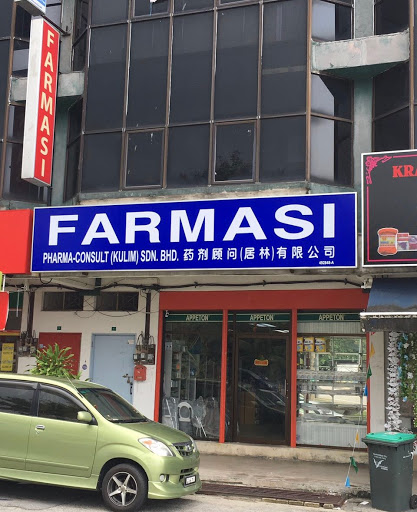 FARMASI
FARMASI
PHARMA-CONSULT (KULIM) SDN. BHD. 药剂顾问(居林)有限公司
KRA
APPETON
APPETON
APPETON